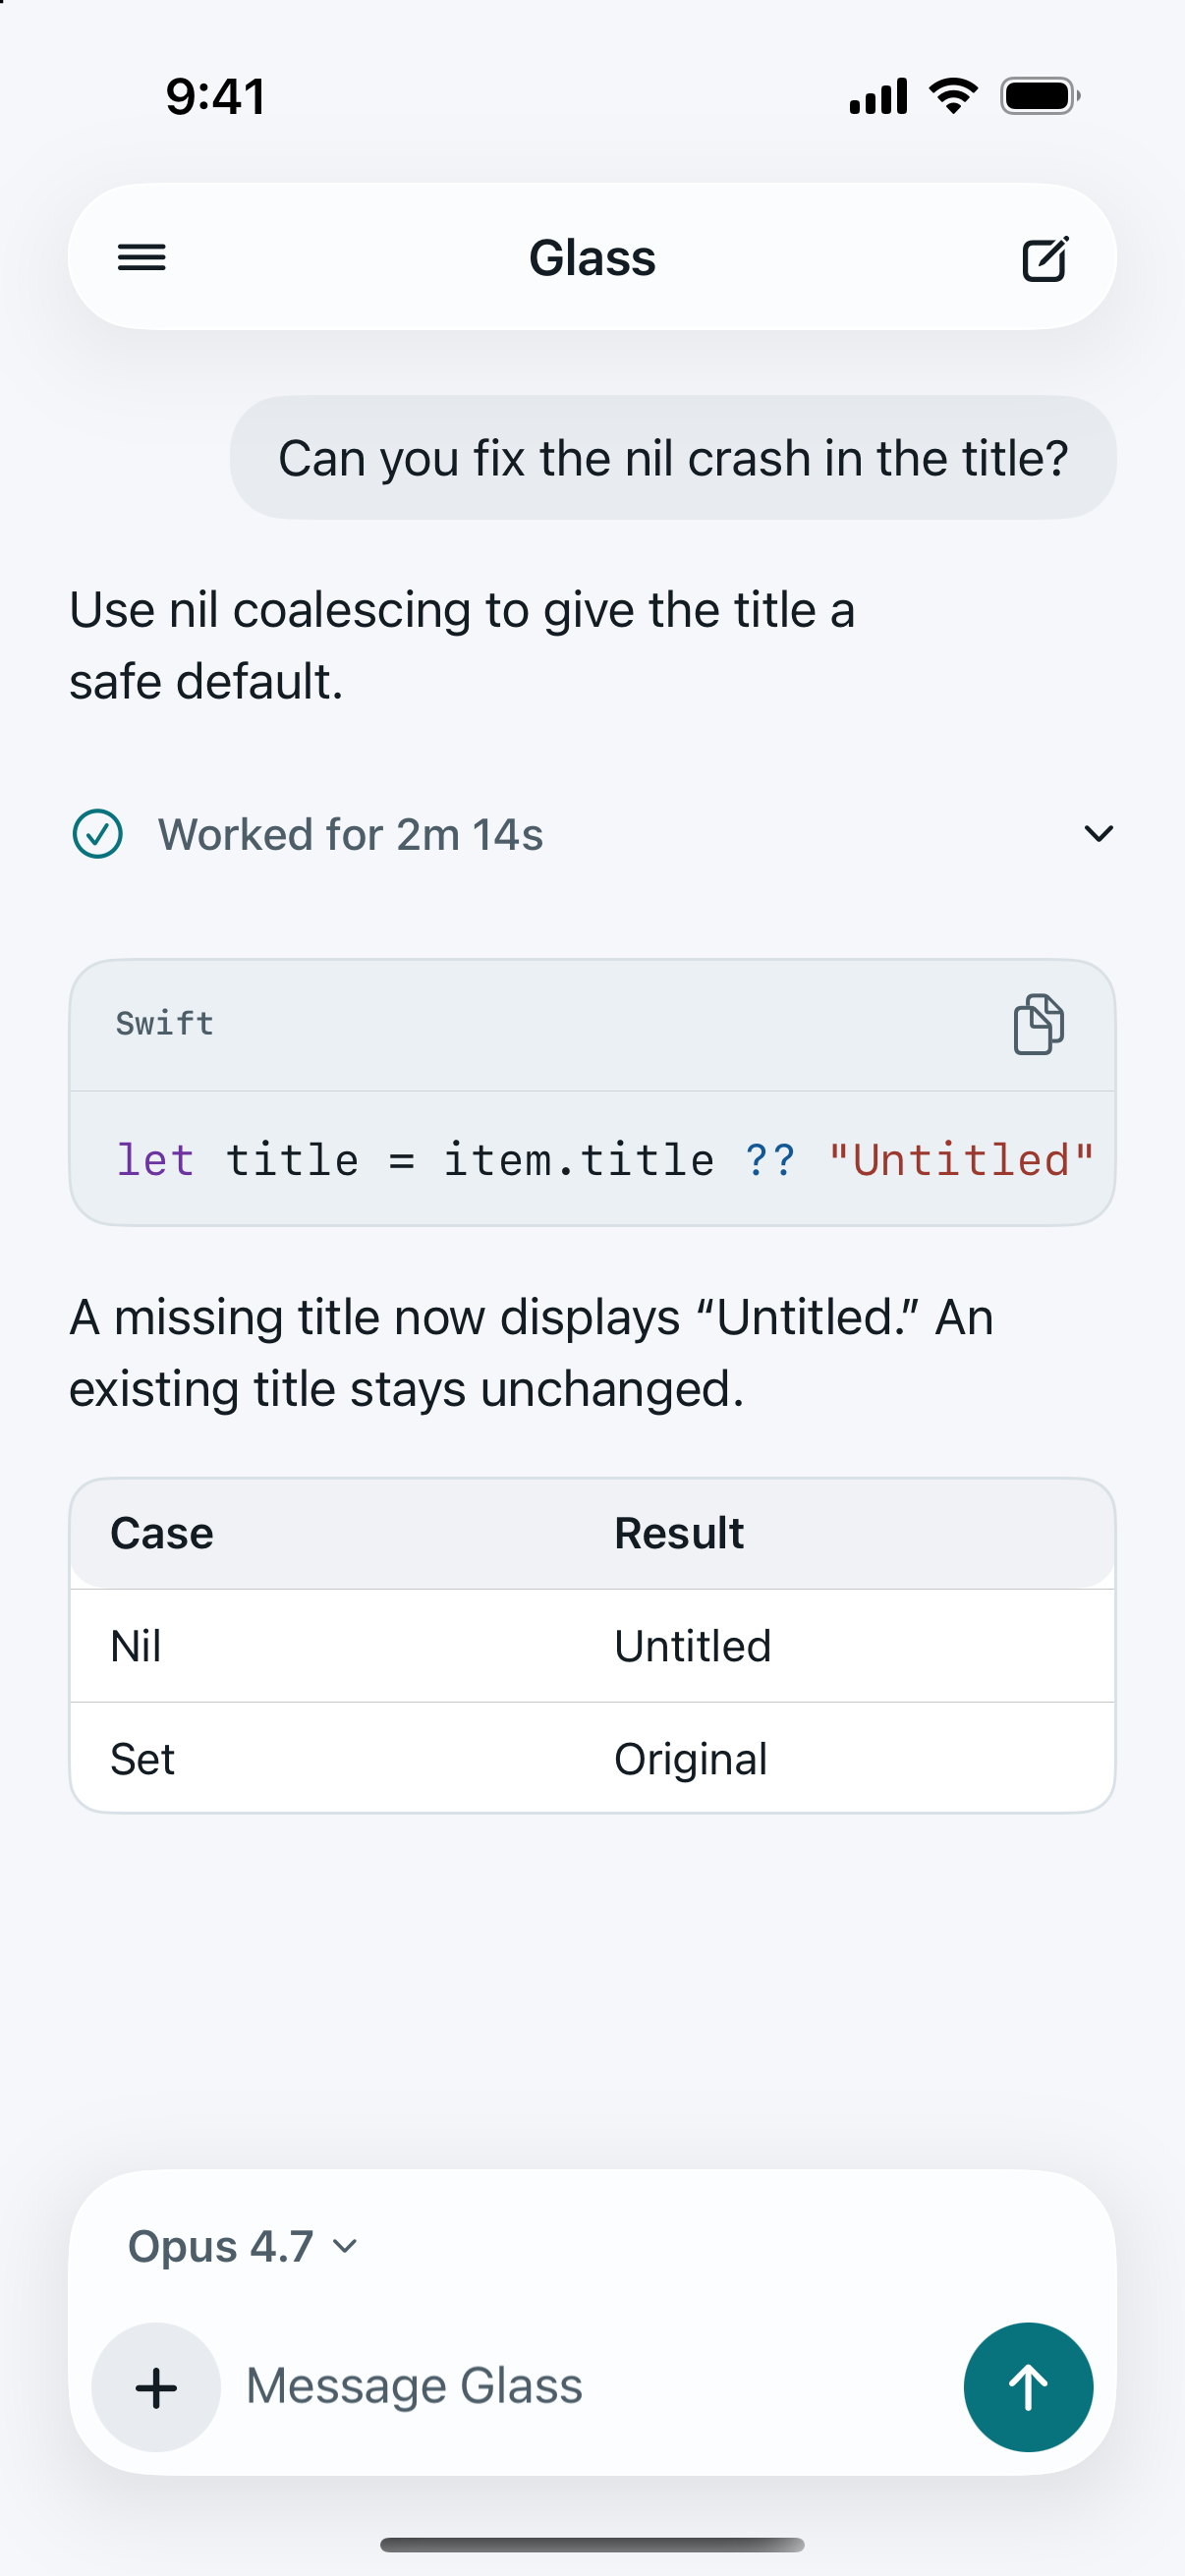 9:41
Glass
Can you fix the nil crash in the title?
Use nil coalescing to give the title a
safe default.
Worked for 2m 14s
Swift
let title = item.title ?? "Untitled"
A missing title now displays “Untitled.” An
existing title stays unchanged.
Case Result
Nil Untitled
Set Original
Opus 4.7
Message Glass